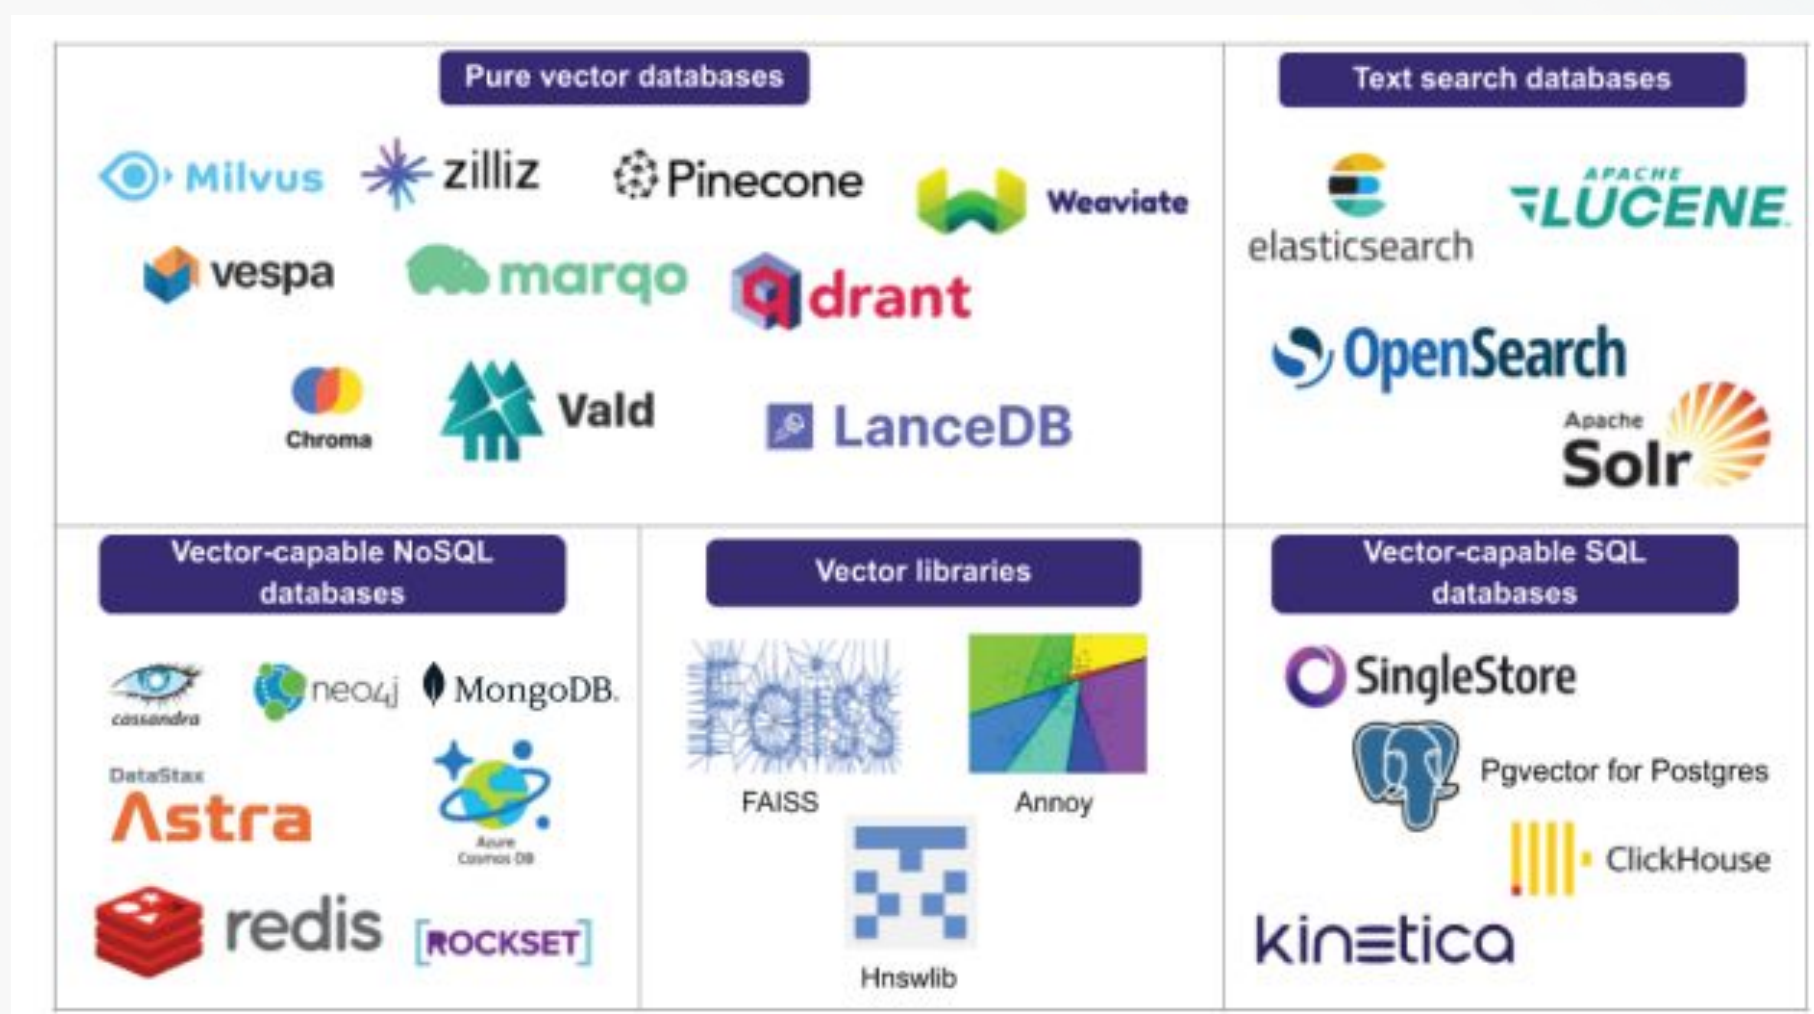 Pure vector databases
Milvus
zilliz
Pinecone
Weaviate
vespa
marqo
qdrant
Chroma
Vald
LanceDB
Text search databases
elasticsearch
APACHE
LUCENE
OpenSearch
Apache
Solr
Vector-capable NoSQL
databases
cassandra
neo4j
MongoDB.
DataStax
Astra
Azure
Cosmos DB
redis
[ROCKSET]
Vector libraries
Faiss
FAISS
Annoy
Hnswlib
Vector-capable SQL
databases
SingleStore
Pgvector for Postgres
ClickHouse
kinetica